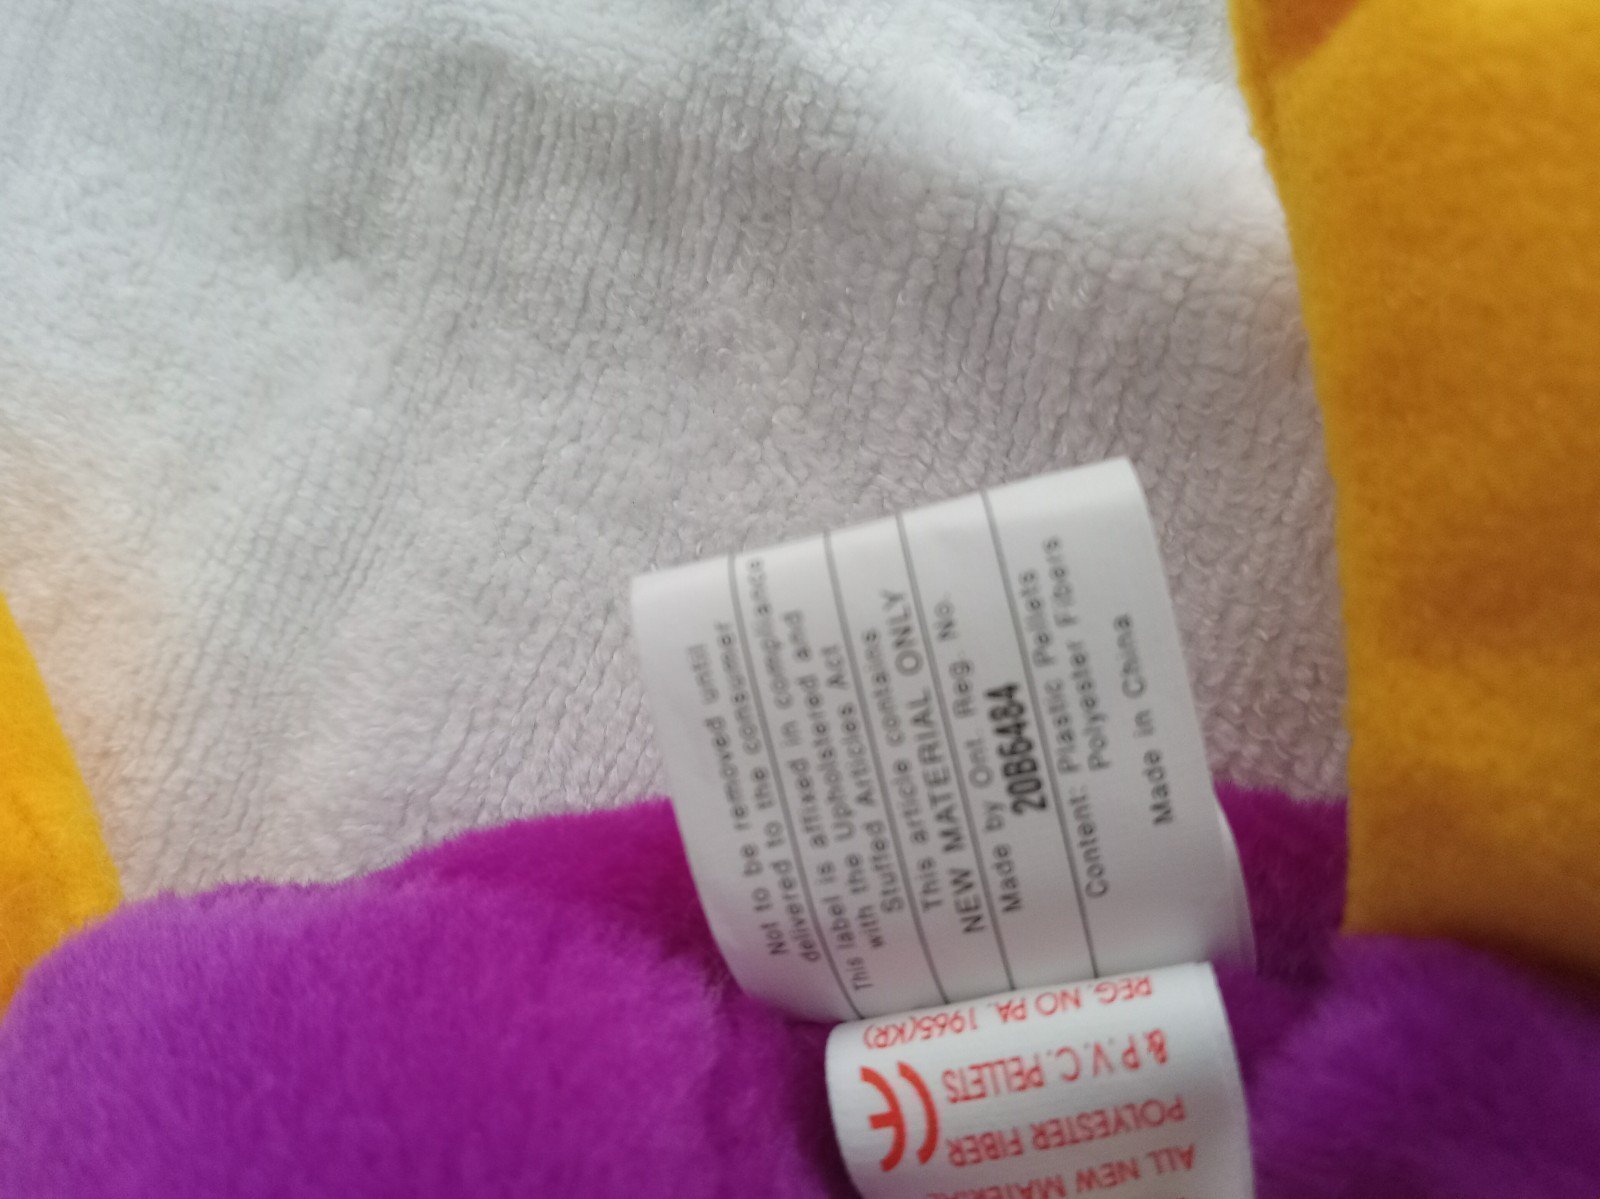 Not to be removed until
delivered to the comsumer
This label is affixed in compliance
with the Upholstered and
Stuffed Articles Act
This article contains
NEW MATERIAL ONLY
Made by Ont Reg. No.
20B6484
Content: Plastic Pellets
Polyester Fibers
Made in China
ALL NEW
POLYESTER FIBER
& P.V.C. PELLETS
REG. NO PA. 1965(KR)
CE